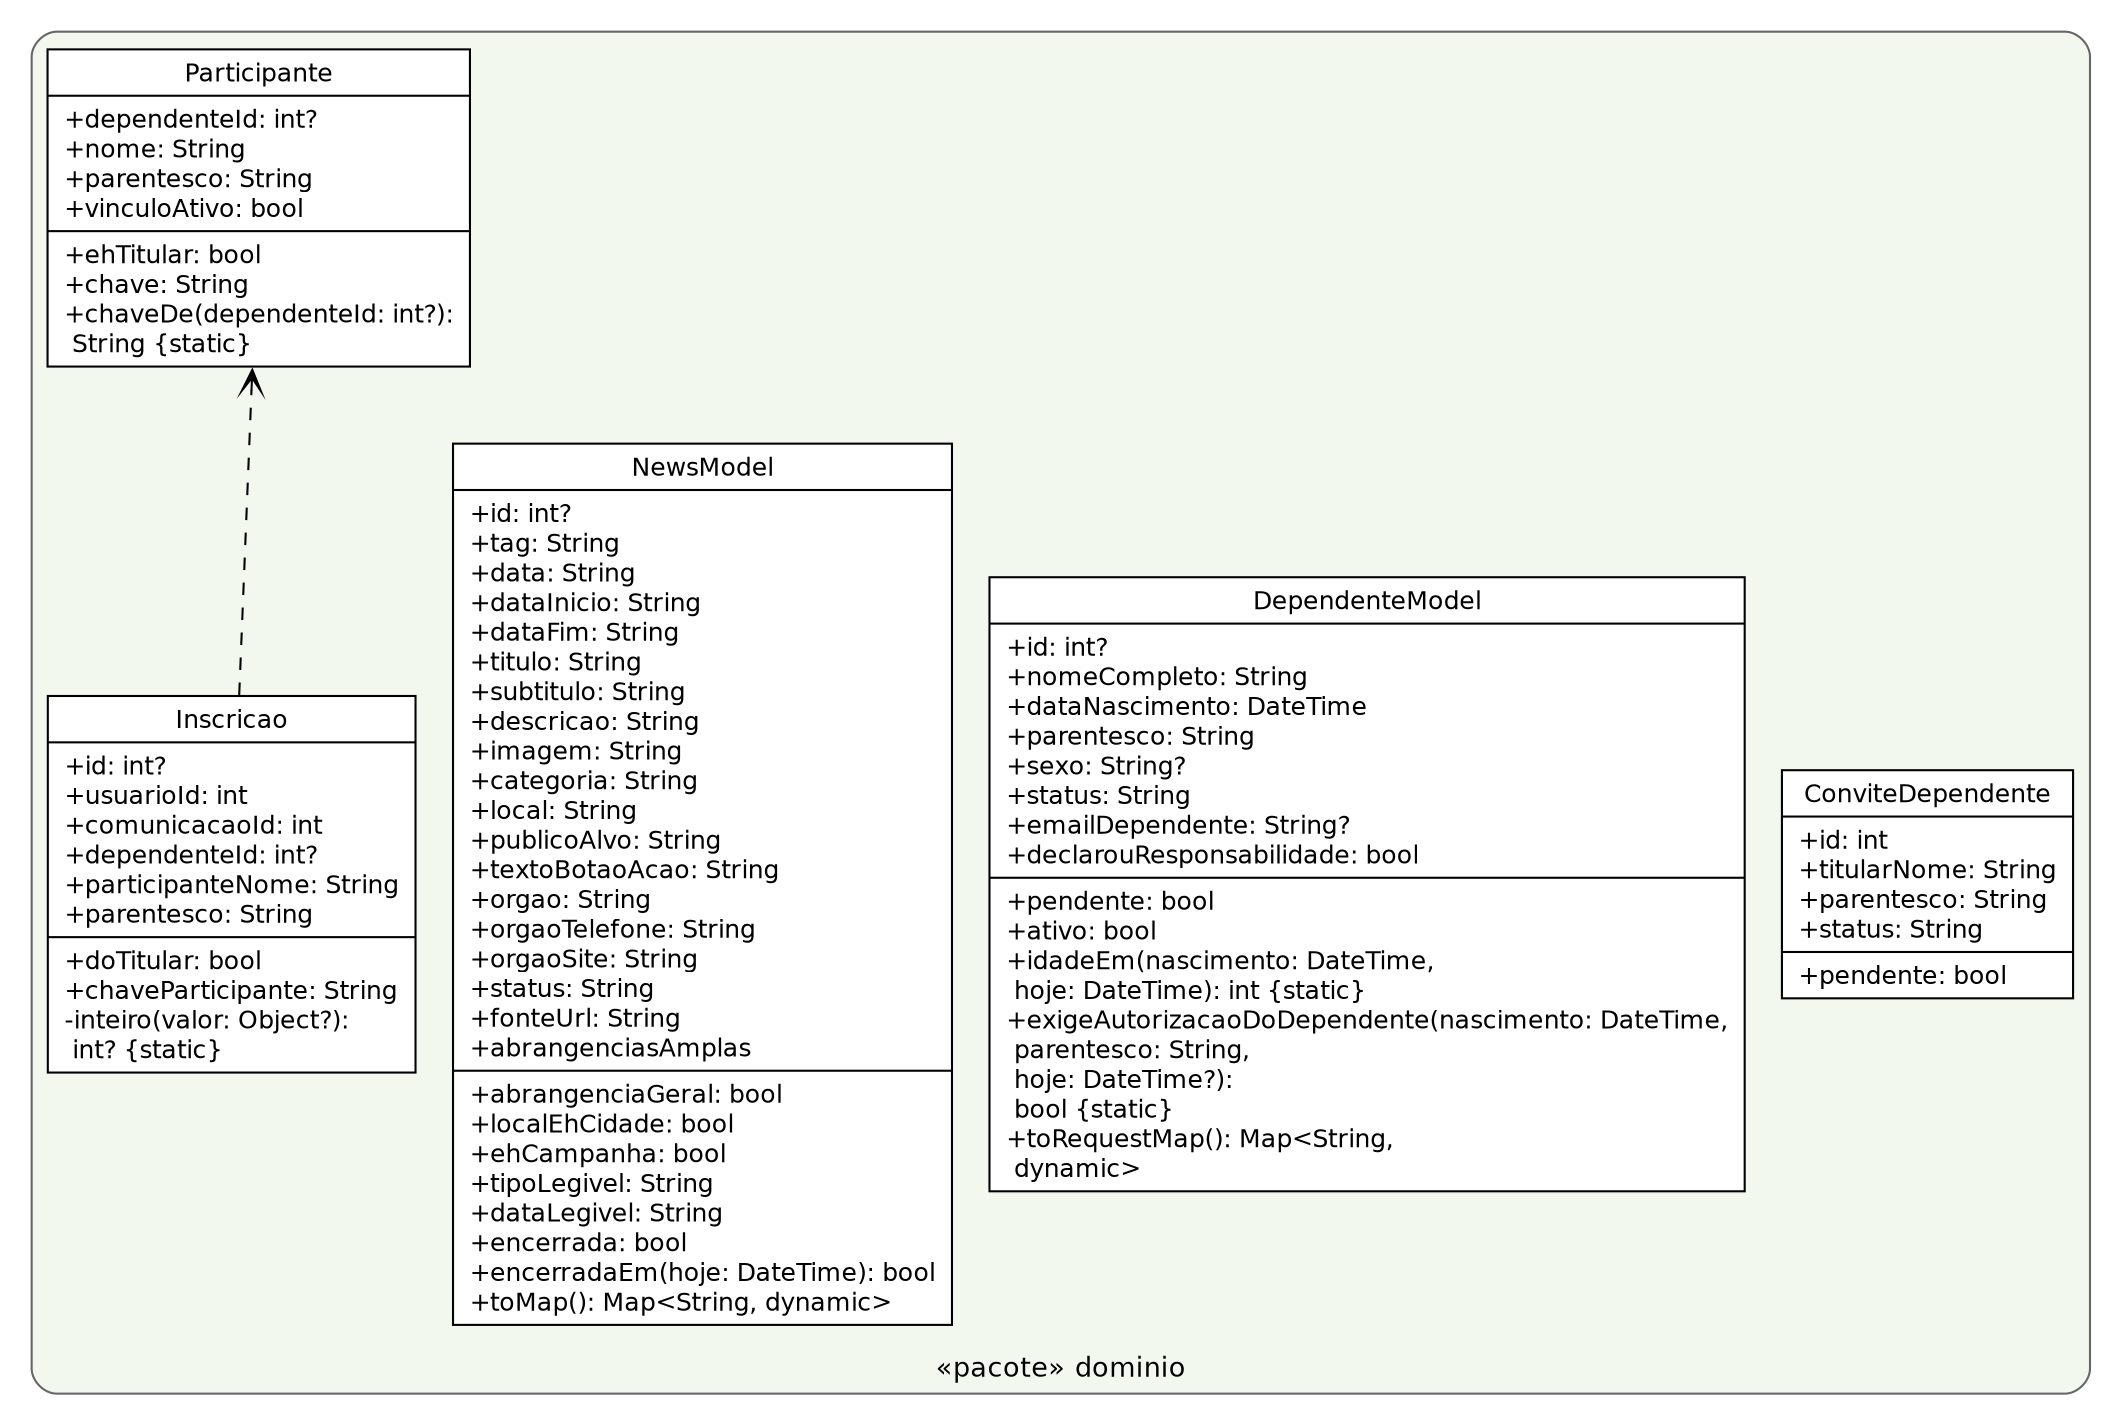 Participante
+dependenteId: int?
+nome: String
+parentesco: String
+vinculoAtivo: bool
+ehTitular: bool
+chave: String
+chaveDe(dependenteId: int?):
String {static}
Inscricao
+id: int?
+usuarioId: int
+comunicacaoId: int
+dependenteId: int?
+participanteNome: String
+parentesco: String
+doTitular: bool
+chaveParticipante: String
-inteiro(valor: Object?):
int? {static}
NewsModel
+id: int?
+tag: String
+data: String
+dataInicio: String
+dataFim: String
+titulo: String
+subtitulo: String
+descricao: String
+imagem: String
+categoria: String
+local: String
+publicoAlvo: String
+textoBotaoAcao: String
+orgao: String
+orgaoTelefone: String
+orgaoSite: String
+status: String
+fonteUrl: String
+abrangenciasAmplas
+abrangenciaGeral: bool
+localEhCidade: bool
+ehCampanha: bool
+tipoLegivel: String
+dataLegivel: String
+encerrada: bool
+encerradaEm(hoje: DateTime): bool
+toMap(): Map<String, dynamic>
DependenteModel
+id: int?
+nomeCompleto: String
+dataNascimento: DateTime
+parentesco: String
+sexo: String?
+status: String
+emailDependente: String?
+declarouResponsabilidade: bool
+pendente: bool
+ativo: bool
+idadeEm(nascimento: DateTime,
hoje: DateTime): int {static}
+exigeAutorizacaoDoDependente(nascimento: DateTime,
parentesco: String,
hoje: DateTime?):
bool {static}
+toRequestMap(): Map<String,
dynamic>
ConviteDependente
+id: int
+titularNome: String
+parentesco: String
+status: String
+pendente: bool
«pacote» dominio